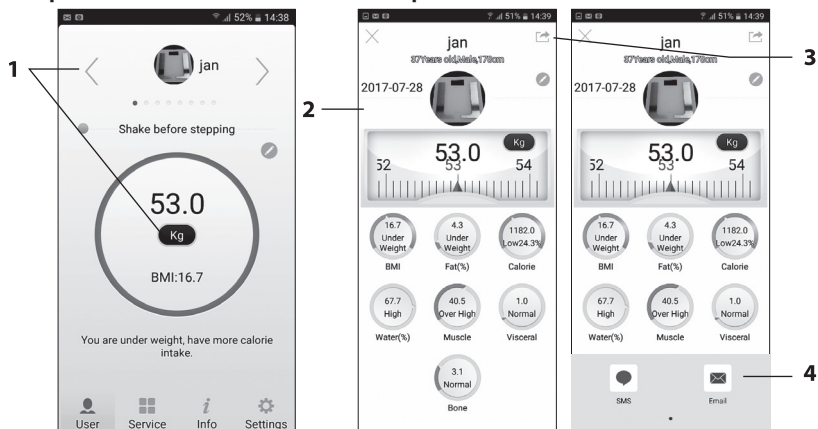 52% 14:38
1
jan
Shake before stepping
53.0
Kg
BMI:16.7
You are under weight, have more calorie
intake.
User Service Info Settings
2
51% 14:39
jan
37Years old,Male,170cm
2017-07-28
Kg
53.0
52 53 54
16.7
Under
Weight
BMI
4.3
Under
Weight
Fat(%)
1182.0
Low24.3%
Calorie
67.7
High
Water(%)
40.5
Over High
Muscle
1.0
Normal
Visceral
3.1
Normal
Bone
51% 14:39
jan
37Years old,Male,170cm
2017-07-28
Kg
53.0
52 53 54
16.7
Under
Weight
BMI
4.3
Under
Weight
Fat(%)
1182.0
Low24.3%
Calorie
67.7
High
Water(%)
40.5
Over High
Muscle
1.0
Normal
Visceral
SMS
Email
3
4